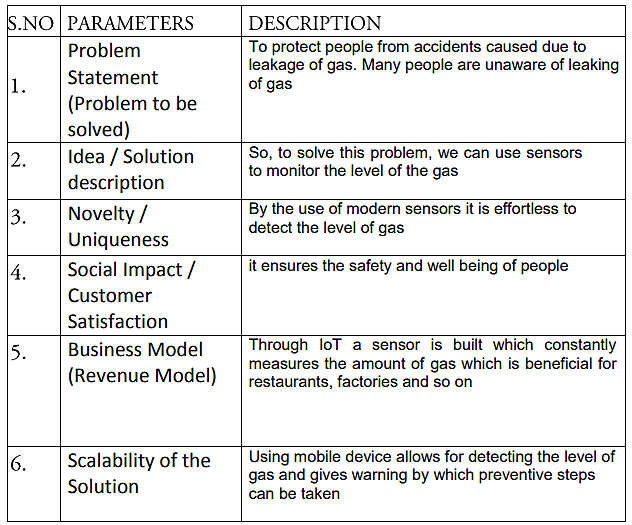 S.NO PARAMETERS DESCRIPTION
1. Problem
Statement
(Problem to be
solved)
To protect people from accidents caused due to
leakage of gas. Many people are unaware of leaking
of gas
2. Idea / Solution
description
So, to solve this problem, we can use sensors
to monitor the level of the gas
3. Novelty /
Uniqueness
By the use of modern sensors it is effortless to
detect the level of gas
4. Social Impact /
Customer
Satisfaction
it ensures the safety and well being of people
5. Business Model
(Revenue Model)
Through IoT a sensor is built which constantly
measures the amount of gas which is beneficial for
restaurants, factories and so on
6. Scalability of the
Solution
Using mobile device allows for detecting the level of
gas and gives warning by which preventive steps
can be taken